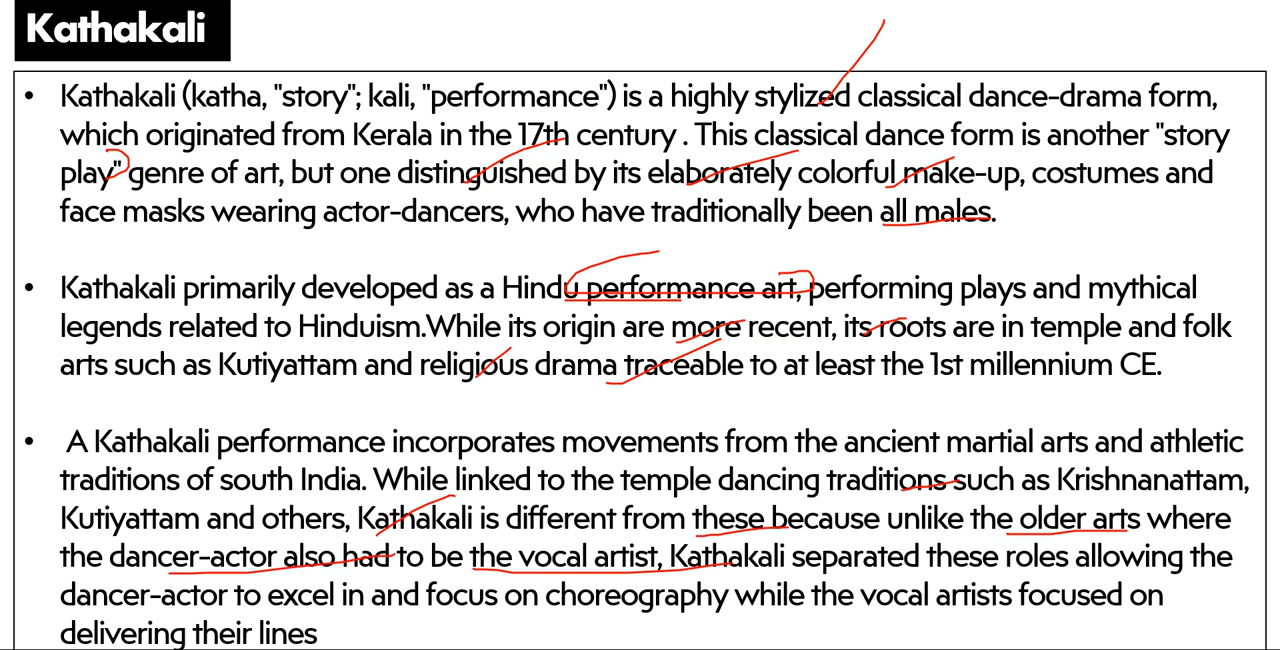 Kathakali
• Kathakali (katha, "story"; kali, "performance") is a highly stylized classical dance-drama form,
which originated from Kerala in the 17th century . This classical dance form is another "story
play" genre of art, but one distinguished by its elaborately colorful make-up, costumes and
face masks wearing actor-dancers, who have traditionally been all males.
• Kathakali primarily developed as a Hindu performance art, performing plays and mythical
legends related to Hinduism.While its origin are more recent, its roots are in temple and folk
arts such as Kutiyattam and religious drama traceable to at least the 1st millennium CE.
• A Kathakali performance incorporates movements from the ancient martial arts and athletic
traditions of south India. While linked to the temple dancing traditions such as Krishnanattam,
Kutiyattam and others, Kathakali is different from these because unlike the older arts where
the dancer-actor also had to be the vocal artist, Kathakali separated these roles allowing the
dancer-actor to excel in and focus on choreography while the vocal artists focused on
delivering their lines